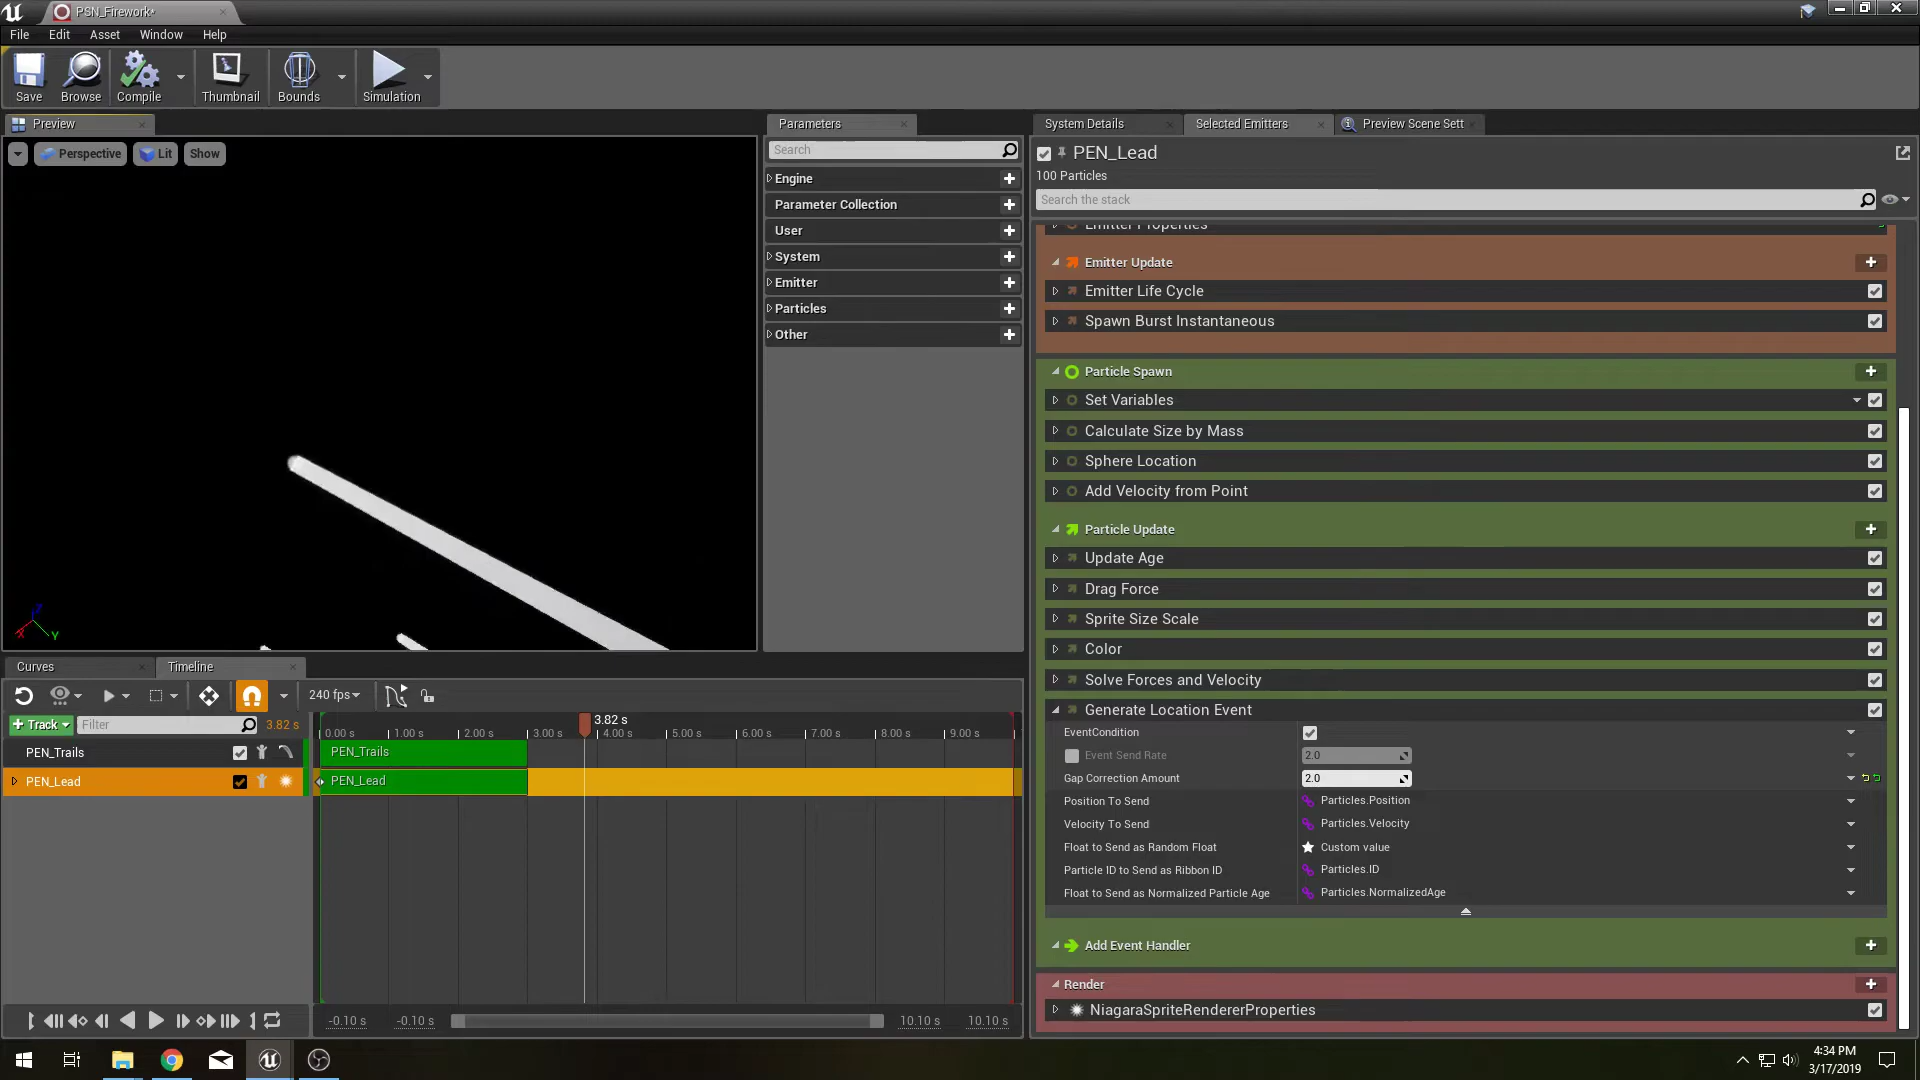 PSN_Firework*
File Edit Asset Window Help
Save Browse Compile Thumbnail Bounds Simulation
Preview
Perspective Lit Show
Z
X Y
Parameters
Search
Engine
Parameter Collection
User
System
Emitter
Particles
Other
System Details Selected Emitters Preview Scene Sett
PEN_Lead
100 Particles
Search the stack
Emitter Properties
Emitter Update
Emitter Life Cycle
Spawn Burst Instantaneous
Particle Spawn
Set Variables
Calculate Size by Mass
Sphere Location
Add Velocity from Point
Particle Update
Update Age
Drag Force
Sprite Size Scale
Color
Solve Forces and Velocity
Generate Location Event
EventCondition
Event Send Rate 2.0
Gap Correction Amount 2.0
Position To Send Particles.Position
Velocity To Send Particles.Velocity
Float to Send as Random Float Custom value
Particle ID to Send as Ribbon ID Particles.ID
Float to Send as Normalized Particle Age Particles.NormalizedAge
Add Event Handler
Render
NiagaraSpriteRendererProperties
Curves Timeline
240 fps
+ Track Filter 3.82 s
3.82 s
0.00 s 1.00 s 2.00 s 3.00 s 4.00 s 5.00 s 6.00 s 7.00 s 8.00 s 9.00 s
PEN_Trails PEN_Trails
PEN_Lead PEN_Lead
-0.10 s -0.10 s 10.10 s 10.10 s
4:34 PM
3/17/2019